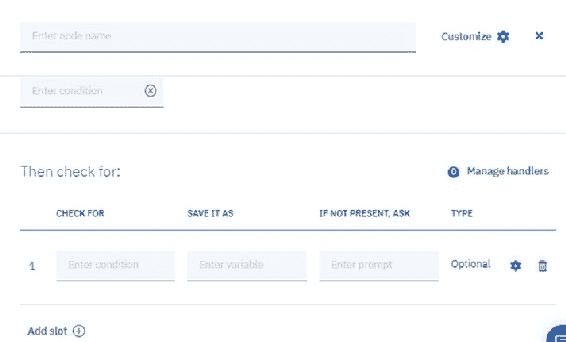 Enter node name
Customize
Enter condition
Then check for:
0 Manage handlers
CHECK FOR SAVE IT AS IF NOT PRESENT, ASK TYPE
1 Enter condition Enter variable Enter prompt Optional
Add slot